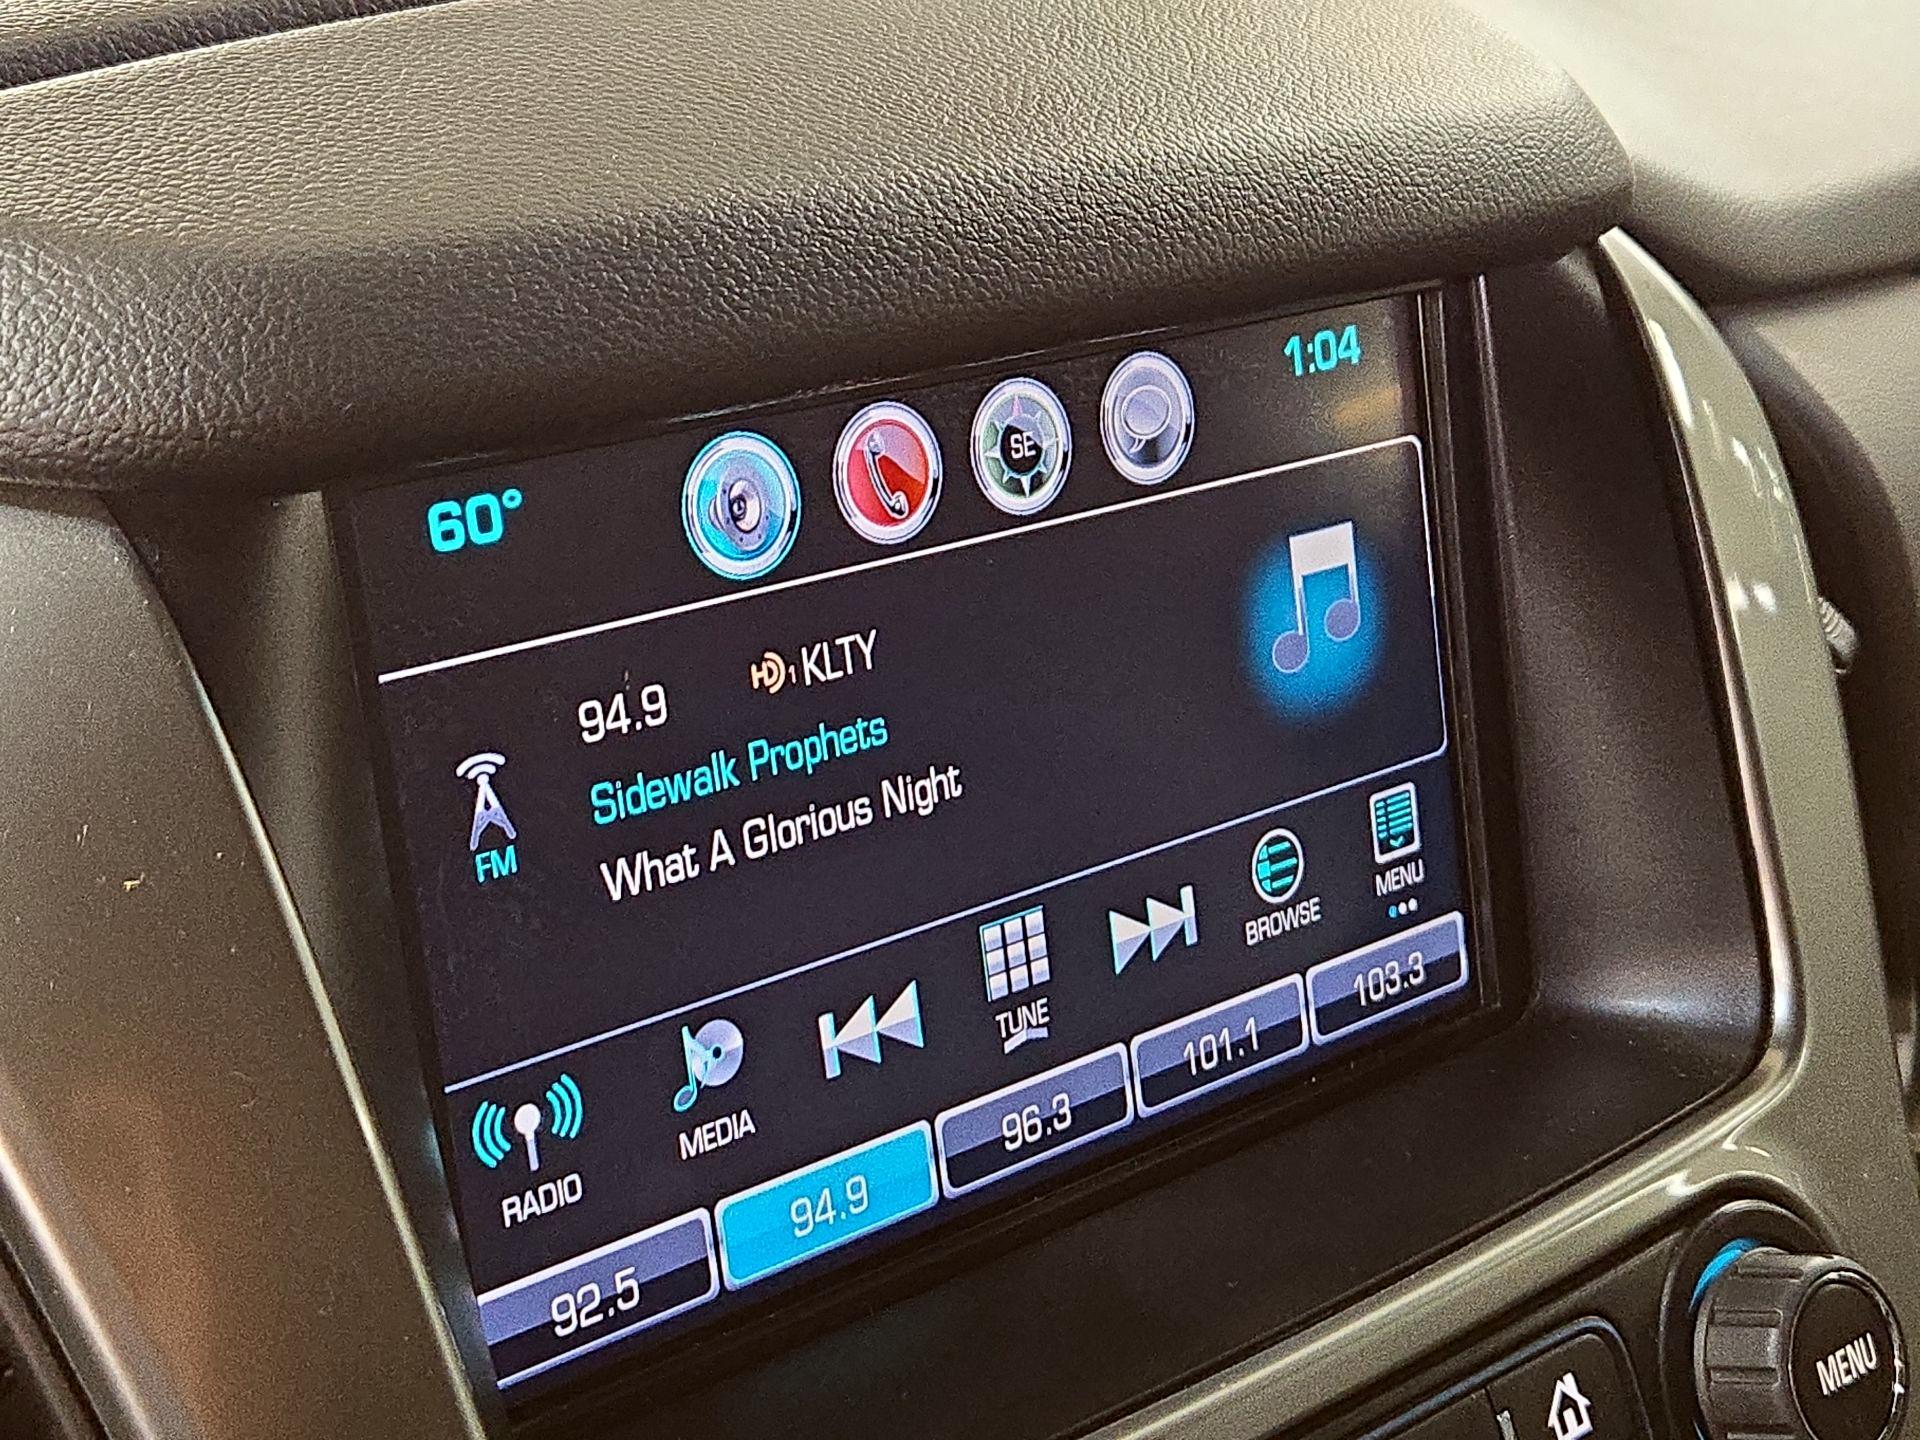 60°
SE
1:04
94.9
HD1 KLTY
Sidewalk Prophets
What A Glorious Night
FM
RADIO
MEDIA
TUNE
BROWSE
MENU
92.5
94.9
96.3
101.1
103.3
MENU